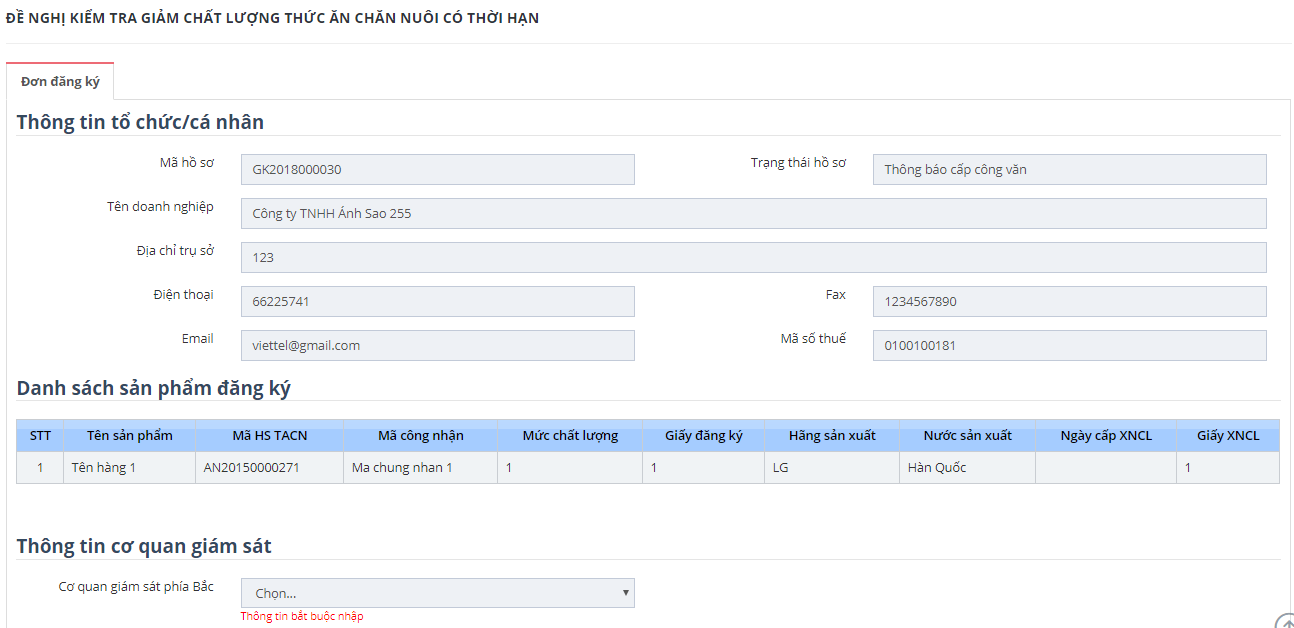 ĐỀ NGHỊ KIỂM TRA GIẢM CHẤT LƯỢNG THỨC ĂN CHĂN NUÔI CÓ THỜI HẠN
Đơn đăng ký
Thông tin tổ chức/cá nhân
Mã hồ sơ GK2018000030 Trạng thái hồ sơ Thông báo cấp công văn
Tên doanh nghiệp Công ty TNHH Ánh Sao 255
Địa chỉ trụ sở 123
Điện thoại 66225741 Fax 1234567890
Email viettel@gmail.com Mã số thuế 0100100181
Danh sách sản phẩm đăng ký
STT Tên sản phẩm Mã HS TACN Mã công nhận Mức chất lượng Giấy đăng ký Hãng sản xuất Nước sản xuất Ngày cấp XNCL Giấy XNCL
1 Tên hàng 1 AN20150000271 Ma chung nhan 1 1 1 LG Hàn Quốc 1
Thông tin cơ quan giám sát
Cơ quan giám sát phía Bắc Chọn...
Thông tin bắt buộc nhập